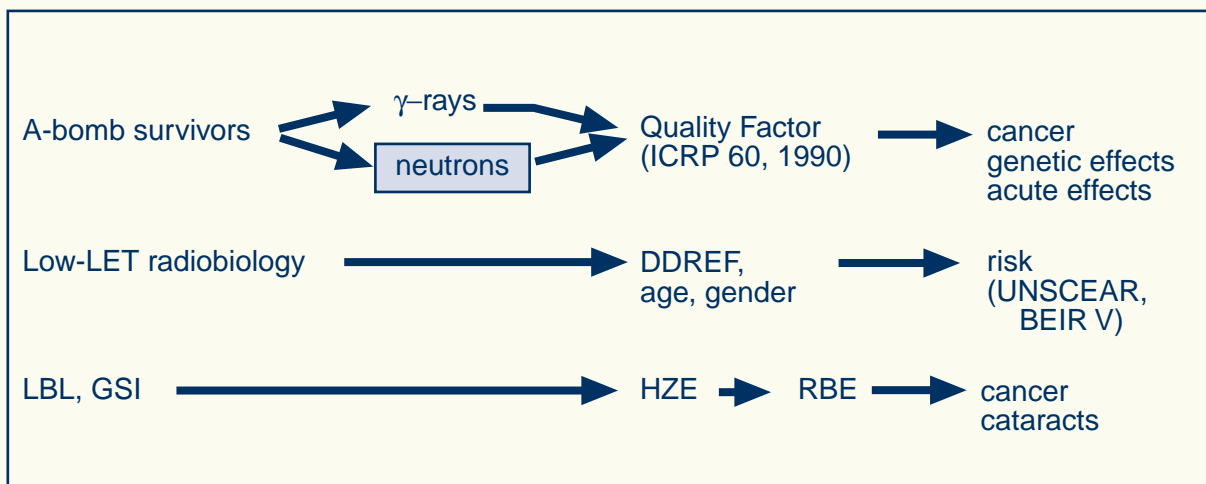 A-bomb survivors
γ–rays
neutrons
Quality Factor
(ICRP 60, 1990)
cancer
genetic effects
acute effects
Low-LET radiobiology
DDREF,
age, gender
risk
(UNSCEAR,
BEIR V)
LBL, GSI
HZE
RBE
cancer
cataracts